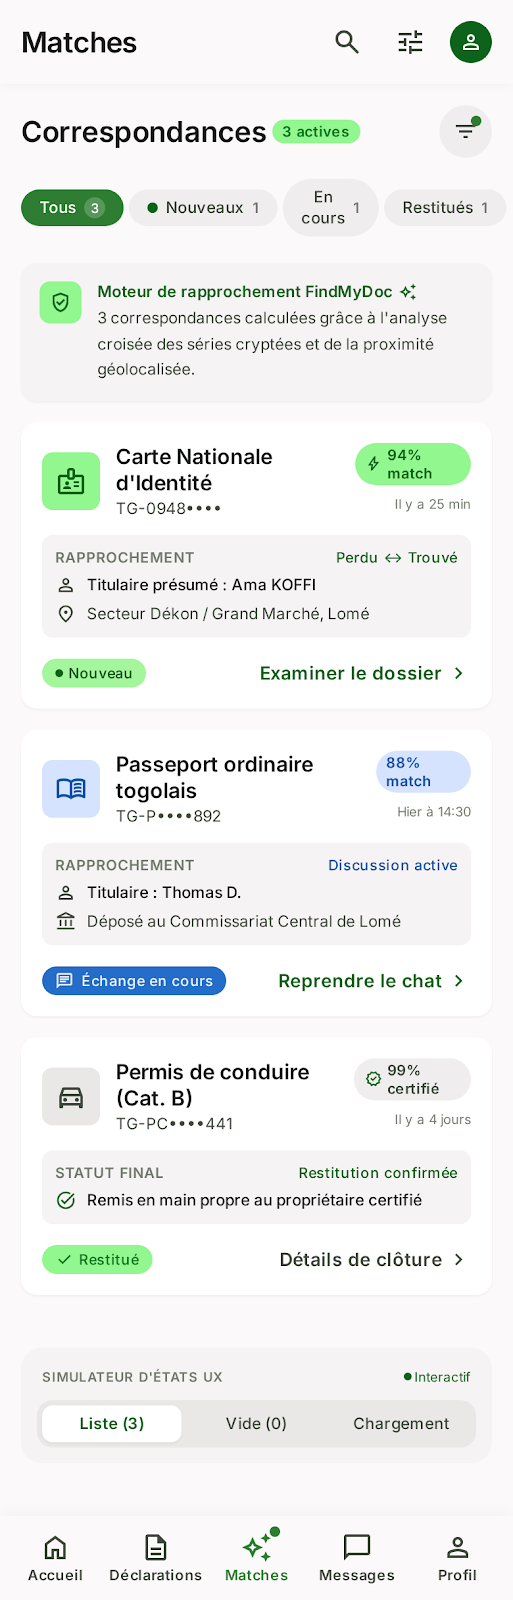 Matches
Correspondances 3 actives
Tous 3 Nouveaux 1 En cours 1 Restitués 1
Moteur de rapprochement FindMyDoc
3 correspondances calculées grâce à l'analyse
croisée des séries cryptées et de la proximité
géolocalisée.
Carte Nationale
d'Identité
TG-0948••••
94%
match
Il y a 25 min
RAPPROCHEMENT Perdu ↔ Trouvé
Titulaire présumé : Ama KOFFI
Secteur Dékon / Grand Marché, Lomé
Nouveau Examiner le dossier
Passeport ordinaire
togolais
TG-P••••892
88%
match
Hier à 14:30
RAPPROCHEMENT Discussion active
Titulaire : Thomas D.
Déposé au Commissariat Central de Lomé
Échange en cours Reprendre le chat
Permis de conduire
(Cat. B)
TG-PC••••441
99%
certifié
Il y a 4 jours
STATUT FINAL Restitution confirmée
Remis en main propre au propriétaire certifié
Restitué Détails de clôture
SIMULATEUR D'ÉTATS UX Interactif
Liste (3) Vide (0) Chargement
Accueil Déclarations Matches Messages Profil